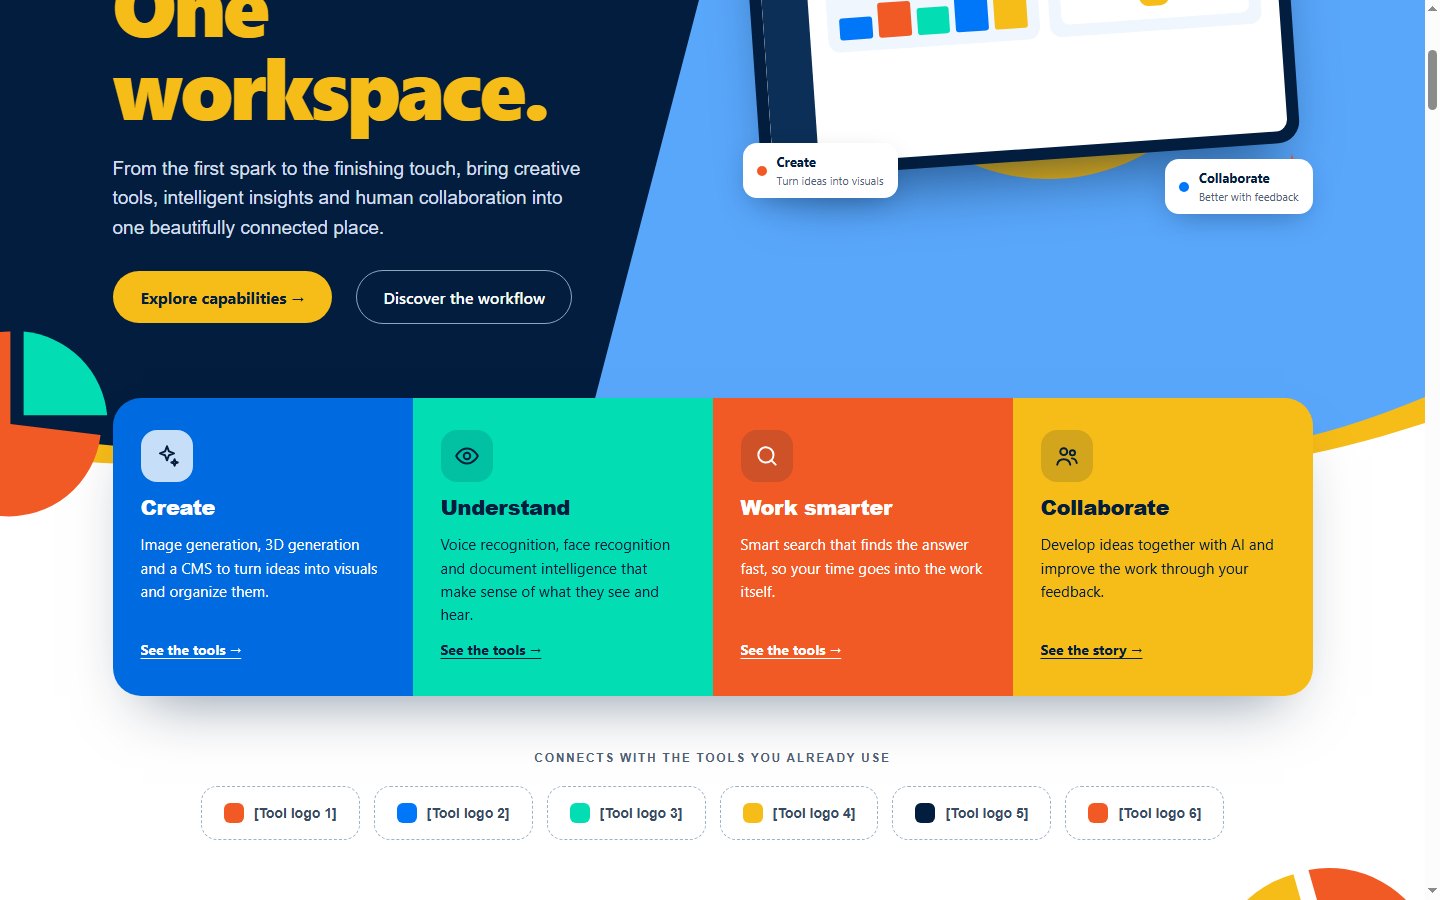 One
workspace.
From the first spark to the finishing touch, bring creative
tools, intelligent insights and human collaboration into
one beautifully connected place.
Explore capabilities →
Discover the workflow
Create
Turn ideas into visuals
Collaborate
Better with feedback
Create
Image generation, 3D generation
and a CMS to turn ideas into visuals
and organize them.
See the tools →
Understand
Voice recognition, face recognition
and document intelligence that
make sense of what they see and
hear.
See the tools →
Work smarter
Smart search that finds the answer
fast, so your time goes into the work
itself.
See the tools →
Collaborate
Develop ideas together with AI and
improve the work through your
feedback.
See the story →
CONNECTS WITH THE TOOLS YOU ALREADY USE
[Tool logo 1]
[Tool logo 2]
[Tool logo 3]
[Tool logo 4]
[Tool logo 5]
[Tool logo 6]